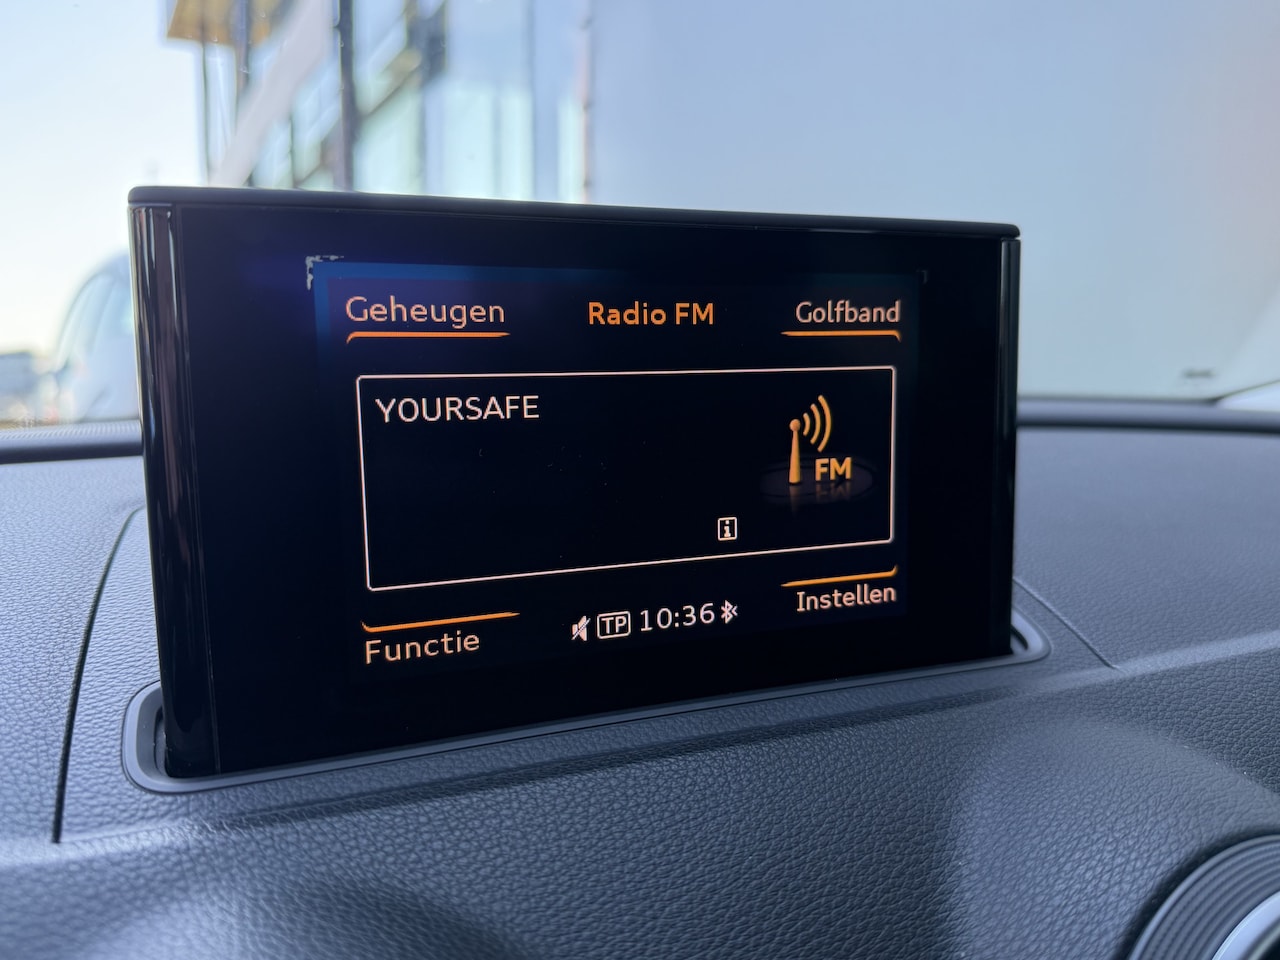 Geheugen Radio FM Golfband
YOURSAFE
FM
i
Functie TP 10:36 Instellen